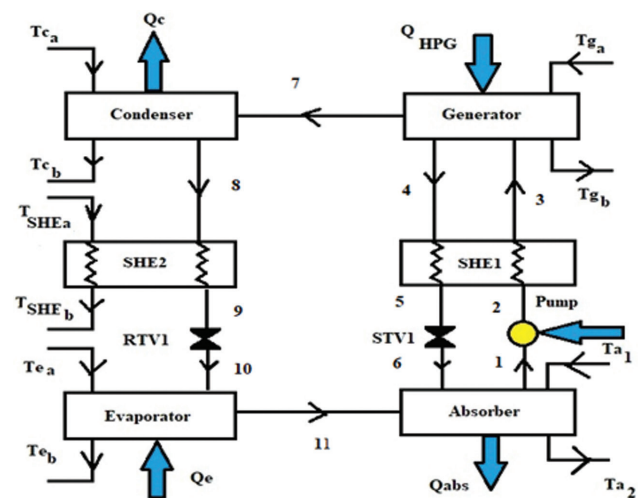 Tc a
Qc
Q HPG
Tg a
7
Condenser
Generator
Tc b
8
4
3
Tg b
T SHEa
SHE2
SHE1
T SHE b
9
5
2
Pump
RTV1
STV1
Te a
10
6
1
Ta 1
Evaporator
Absorber
11
Te b
Qe
Qabs
Ta 2